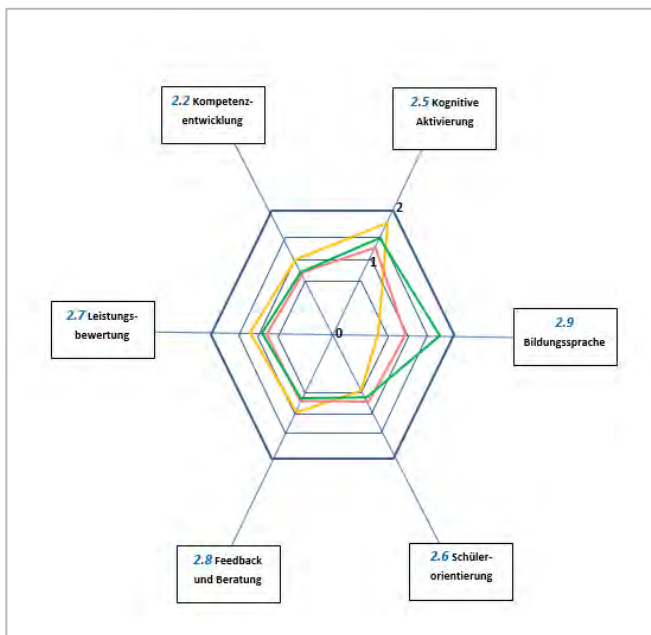 2.2 Kompetenz-
entwicklung
2.5 Kognitive
Aktivierung
2
1
2.7 Leistungs-
bewertung
0
2.9
Bildungssprache
2.8 Feedback
und Beratung
2.6 Schüler-
orientierung